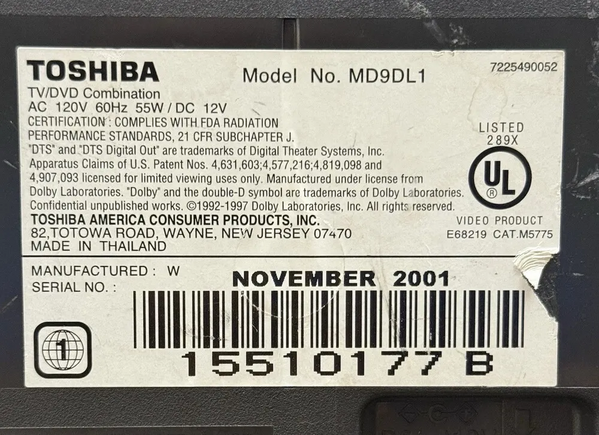 TOSHIBA Model No. MD9DL1 7225490052
TV/DVD Combination
AC 120V 60Hz 55W / DC 12V
CERTIFICATION : COMPLIES WITH FDA RADIATION
PERFORMANCE STANDARDS, 21 CFR SUBCHAPTER J.
"DTS" and "DTS Digital Out" are trademarks of Digital Theater Systems, Inc.
Apparatus Claims of U.S. Patent Nos. 4,631,603;4,577,216;4,819,098 and
4,907,093 licensed for limited viewing uses only. Manufactured under license from
Dolby Laboratories. "Dolby" and the double-D symbol are trademarks of Dolby Laboratories.
Confidential unpublished works. ©1992-1997 Dolby Laboratories, Inc. All rights reserved.
TOSHIBA AMERICA CONSUMER PRODUCTS, INC.
82,TOTOWA ROAD, WAYNE, NEW JERSEY 07470
MADE IN THAILAND
LISTED
289X
UL ®
VIDEO PRODUCT
E68219 CAT.M5775
MANUFACTURED : W NOVEMBER 2001
SERIAL NO. :
1
15510177 B